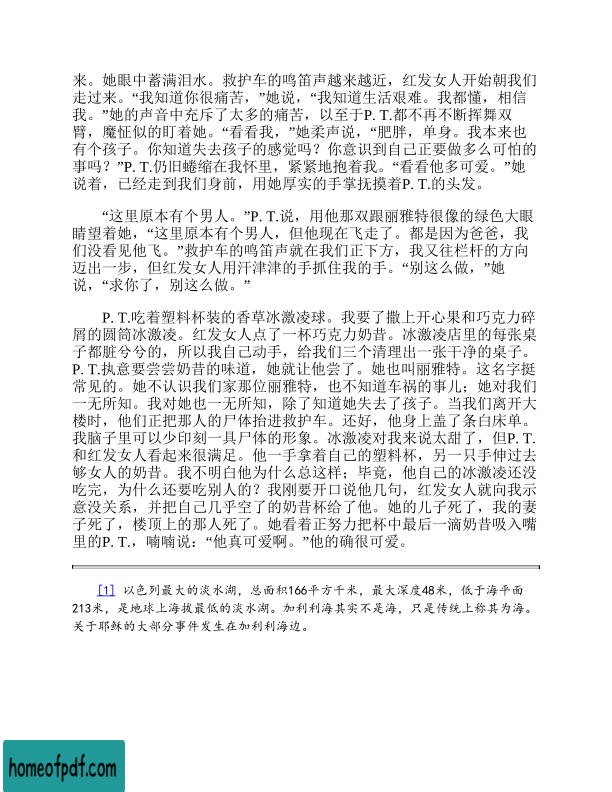 来。她眼中蓄满泪水。救护车的鸣笛声越来越近，红发女人开始朝我们
走过来。“我知道你很痛苦，”她说，“我知道生活艰难。我都懂，相信
我。”她的声音中充斥了太多的痛苦，以至于P. T.都不再不断挥舞双
臂，魔怔似的盯着她。“看看我，”她柔声说，“肥胖，单身。我本来也
有个孩子。你知道失去孩子的感觉吗？你意识到自己正要做多么可怕的
事吗？”P. T.仍旧蜷缩在我怀里，紧紧地抱着我。“看看他多可爱。”她
说着，已经走到我们身前，用她厚实的手掌抚摸着P. T.的头发。
“这里原本有个男人。”P. T.说，用他那双跟丽雅特很像的绿色大眼
睛望着她，“这里原本有个男人，但他现在飞走了。都是因为爸爸，我
们没看见他飞。”救护车的鸣笛声就在我们正下方，我又往栏杆的方向
迈出一步，但红发女人用汗津津的手抓住我的手。“别这么做，”她
说，“求你了，别这么做。”
P. T.吃着塑料杯装的香草冰激凌球。我要了撒上开心果和巧克力碎
屑的圆筒冰激凌。红发女人点了一杯巧克力奶昔。冰激凌店里的每张桌
子都脏兮兮的，所以我自己动手，给我们三个清理出一张干净的桌子。
P. T.执意要尝尝奶昔的味道，她就让他尝了。她也叫丽雅特。这名字挺
常见的。她不认识我们家那位丽雅特，也不知道车祸的事儿；她对我们
一无所知。我对她也一无所知，除了知道她失去了孩子。当我们离开大
楼时，他们正把那人的尸体抬进救护车。还好，他身上盖了条白床单。
我脑子里可以少印刻一具尸体的形象。冰激凌对我来说太甜了，但P. T.
和红发女人看起来很满足。他一手拿着自己的塑料杯，另一只手伸过去
够女人的奶昔。我不明白他为什么总这样；毕竟，他自己的冰激凌还没
吃完，为什么还要吃别人的？我刚要开口说他几句，红发女人就向我示
意没关系，并把自己几乎空了的奶昔杯给了他。她的儿子死了，我的妻
子死了，楼顶上的那人死了。她看着正努力把杯中最后一滴奶昔吸入嘴
里的P. T.，喃喃说：“他真可爱啊。”他的确很可爱。
[1] 以色列最大的淡水湖，总面积166平方千米，最大深度48米，低于海平面
213米，是地球上海拔最低的淡水湖。加利利海其实不是海，只是传统上称其为海。
关于耶稣的大部分事件发生在加利利海边。
homeofpdf.com